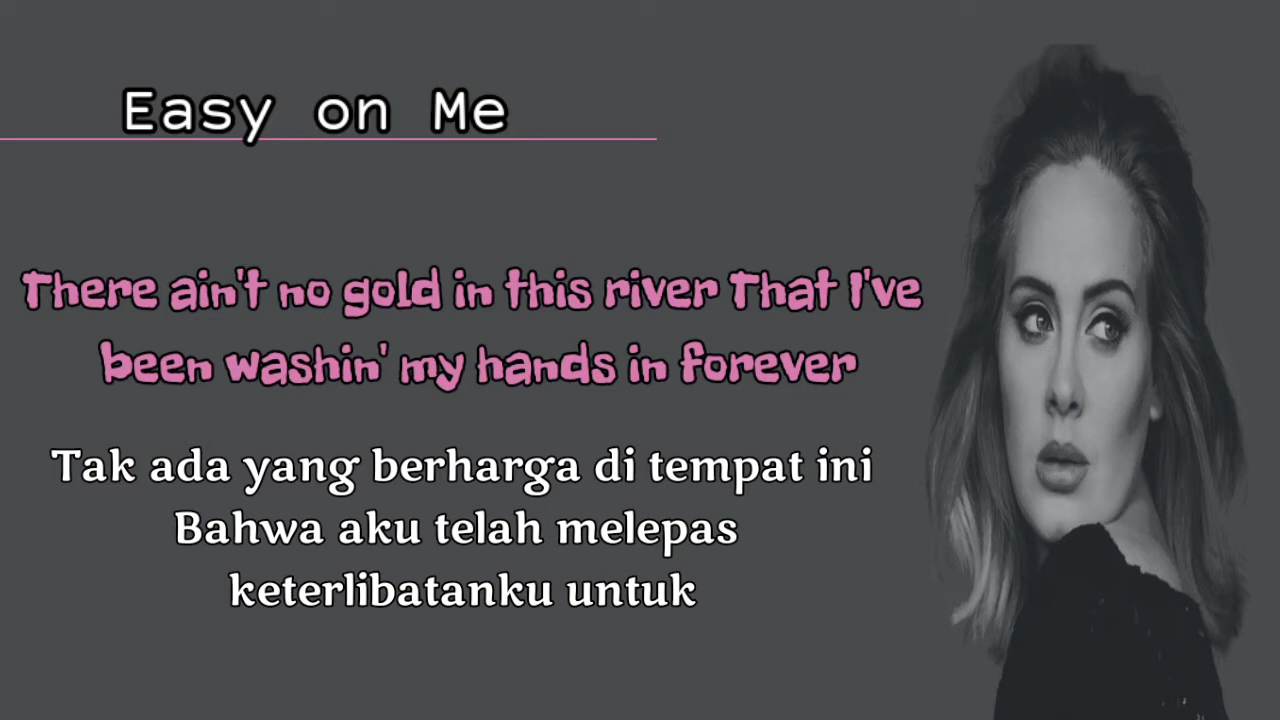 Easy on Me
There ain't no gold in this river That I've
been washin' my hands in forever
Tak ada yang berharga di tempat ini
Bahwa aku telah melepas
keterlibatanku untuk